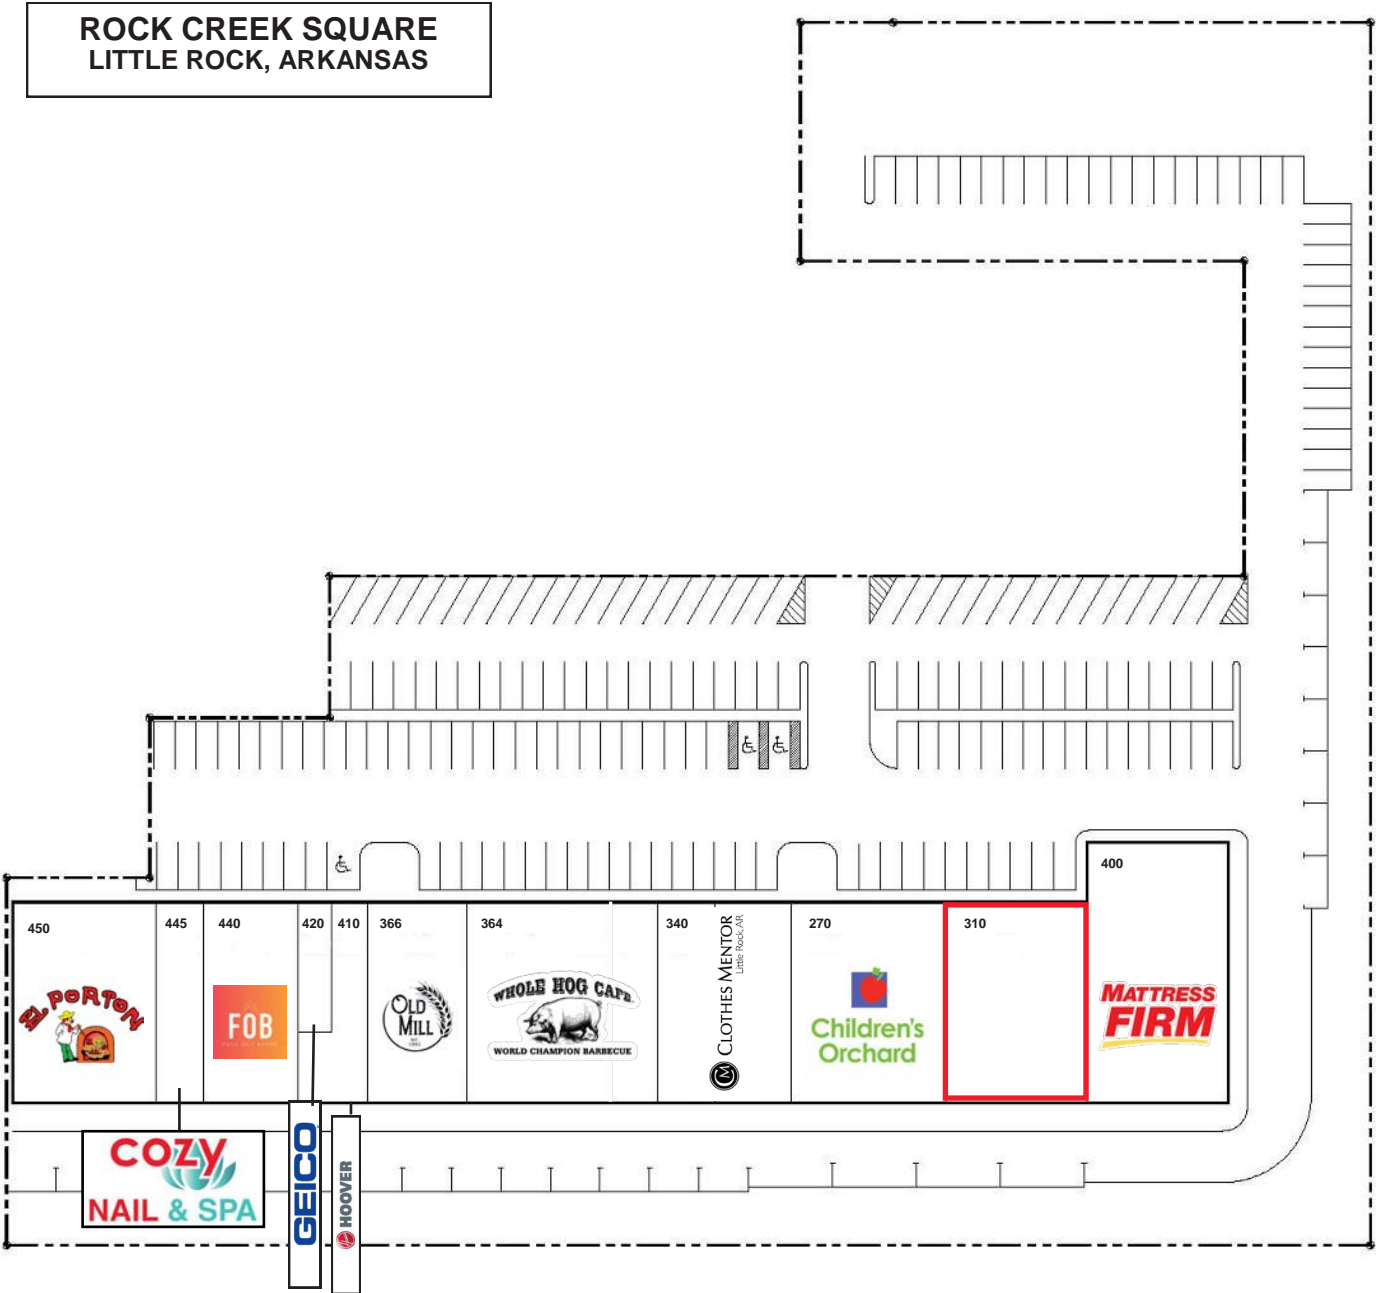 ROCK CREEK SQUARE
LITTLE ROCK, ARKANSAS
400
450
445
440
420
410
366
364
340
270
310
EL PORTON
FOB
OLD
MILL
WHOLE HOG CAFE
WORLD CHAMPION BARBECUE
CLOTHES MENTOR
Little Rock, AR
CM
Children's
Orchard
MATTRESS
FIRM
COZY
NAIL & SPA
GEICO
HOOVER